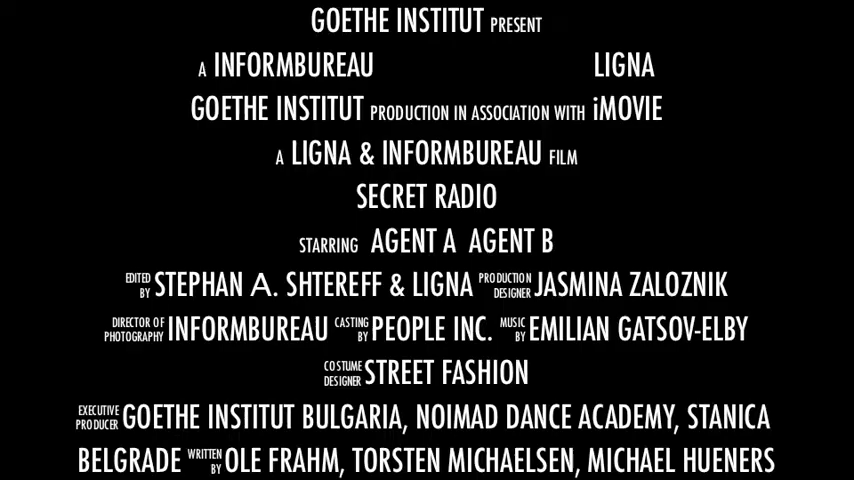 GOETHE INSTITUT PRESENT
A INFORMBUREAU LIGNA
GOETHE INSTITUT PRODUCTION IN ASSOCIATION WITH iMOVIE
A LIGNA & INFORMBUREAU FILM
SECRET RADIO
STARRING AGENT A AGENT B
EDITED BY STEPHAN A. SHTEREFF & LIGNA PRODUCTION DESIGNER JASMINA ZALOZNIK
DIRECTOR OF PHOTOGRAPHY INFORMBUREAU CASTING BY PEOPLE INC. MUSIC BY EMILIAN GATSOV-ELBY
COSTUME DESIGNER STREET FASHION
EXECUTIVE PRODUCER GOETHE INSTITUT BULGARIA, NOIMAD DANCE ACADEMY, STANICA
BELGRADE WRITTEN BY OLE FRAHM, TORSTEN MICHAELSEN, MICHAEL HUENERS